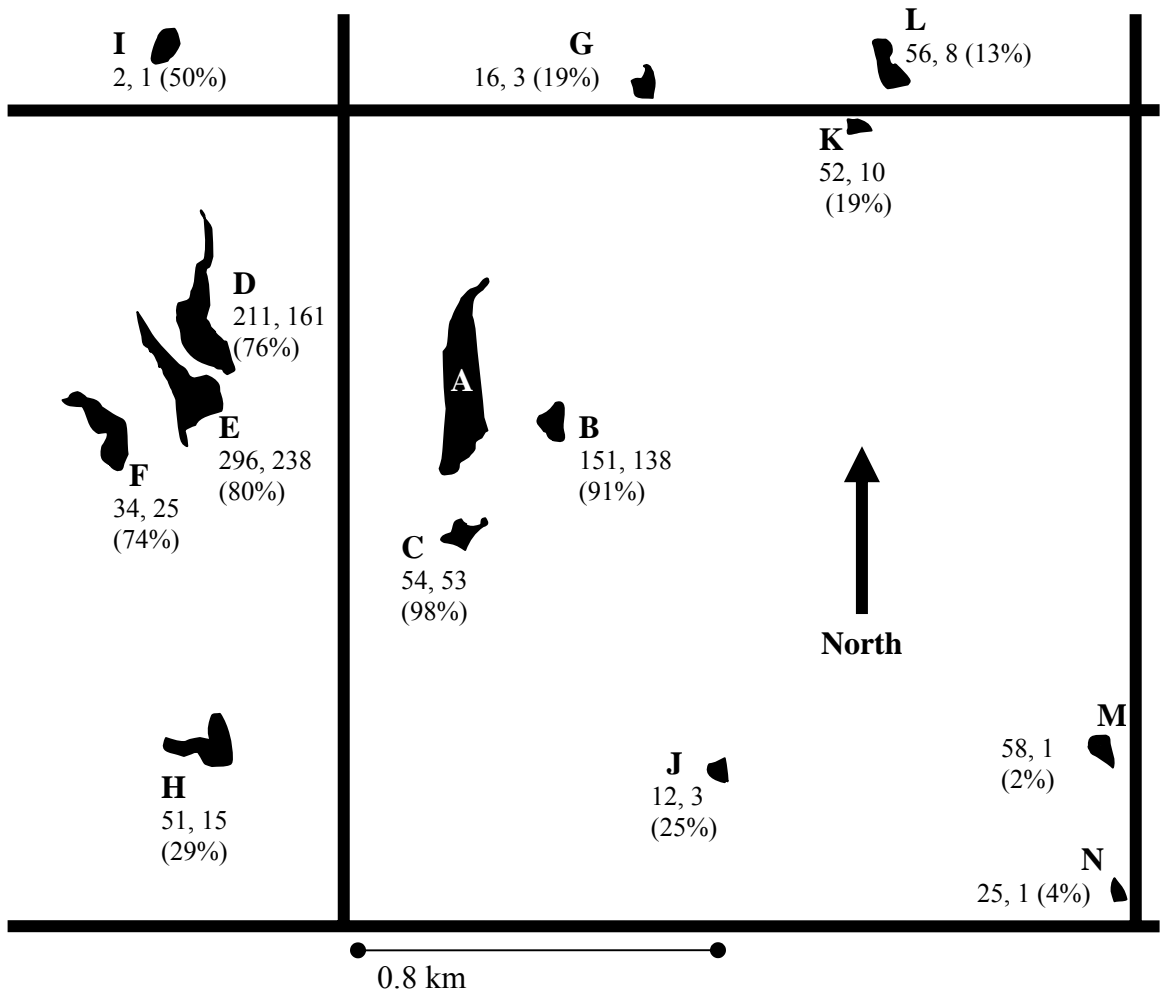 I
2, 1 (50%)
G
16, 3 (19%)
L
56, 8 (13%)
K
52, 10
(19%)
D
211, 161
(76%)
A
E
296, 238
(80%)
B
151, 138
(91%)
F
34, 25
(74%)
C
54, 53
(98%)
North
H
51, 15
(29%)
J
12, 3
(25%)
M
58, 1
(2%)
N
25, 1 (4%)
0.8 km